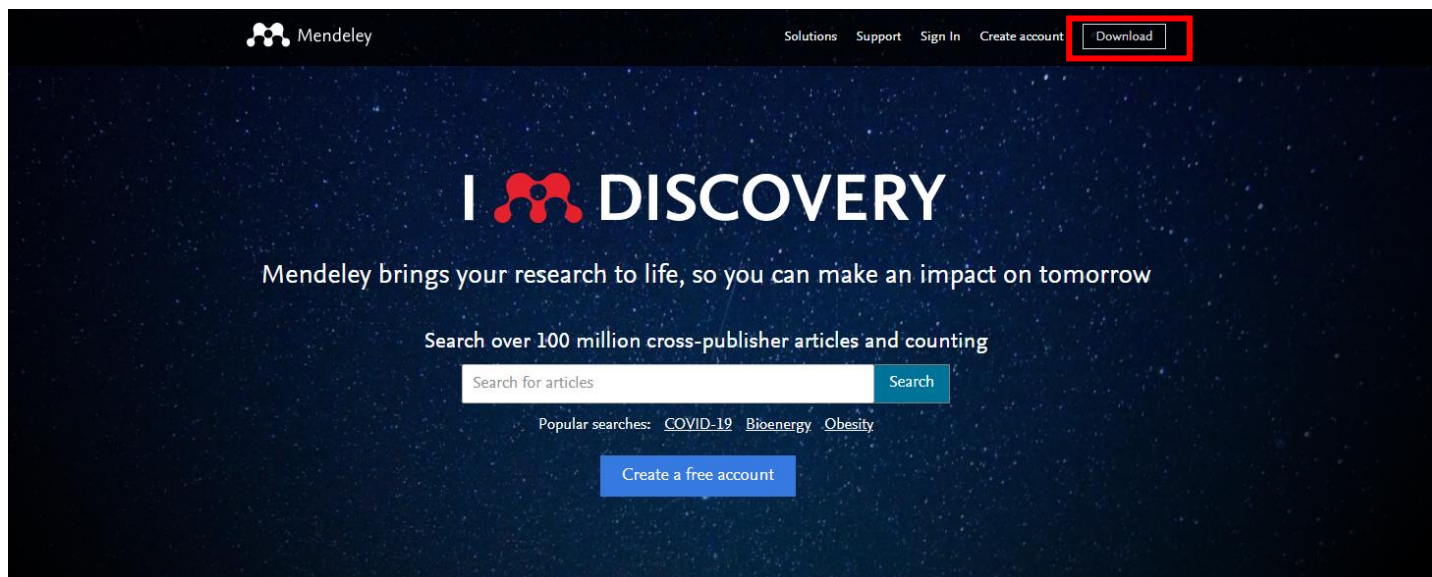 Mendeley
Solutions Support Sign In Create account Download
I DISCOVERY
Mendeley brings your research to life, so you can make an impact on tomorrow
Search over 100 million cross-publisher articles and counting
Search for articles Search
Popular searches: COVID-19 Bioenergy Obesity
Create a free account